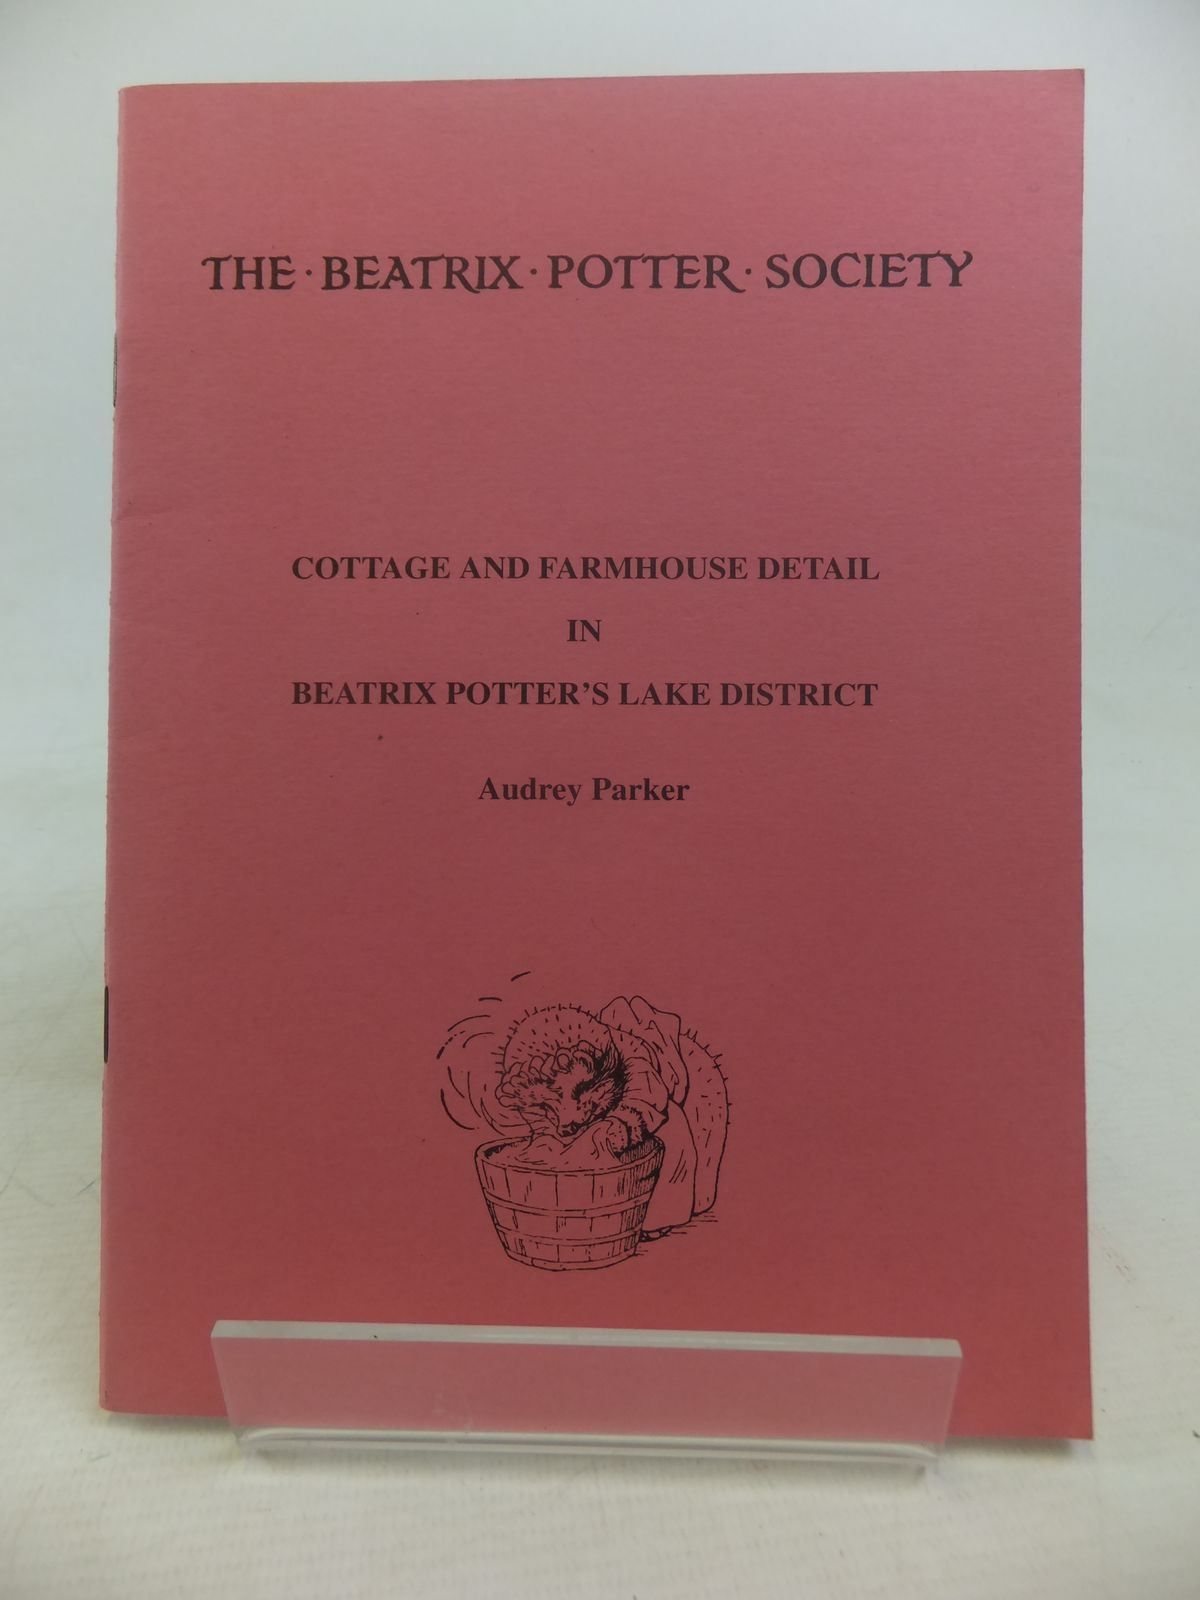 THE · BEATRIX · POTTER · SOCIETY
COTTAGE AND FARMHOUSE DETAIL
IN
BEATRIX POTTER'S LAKE DISTRICT
Audrey Parker